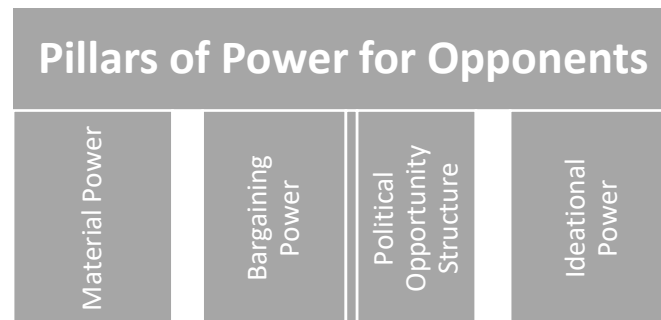 Pillars of Power for Opponents
Material Power
Bargaining
Power
Political
Opportunity
Structure
Ideational
Power